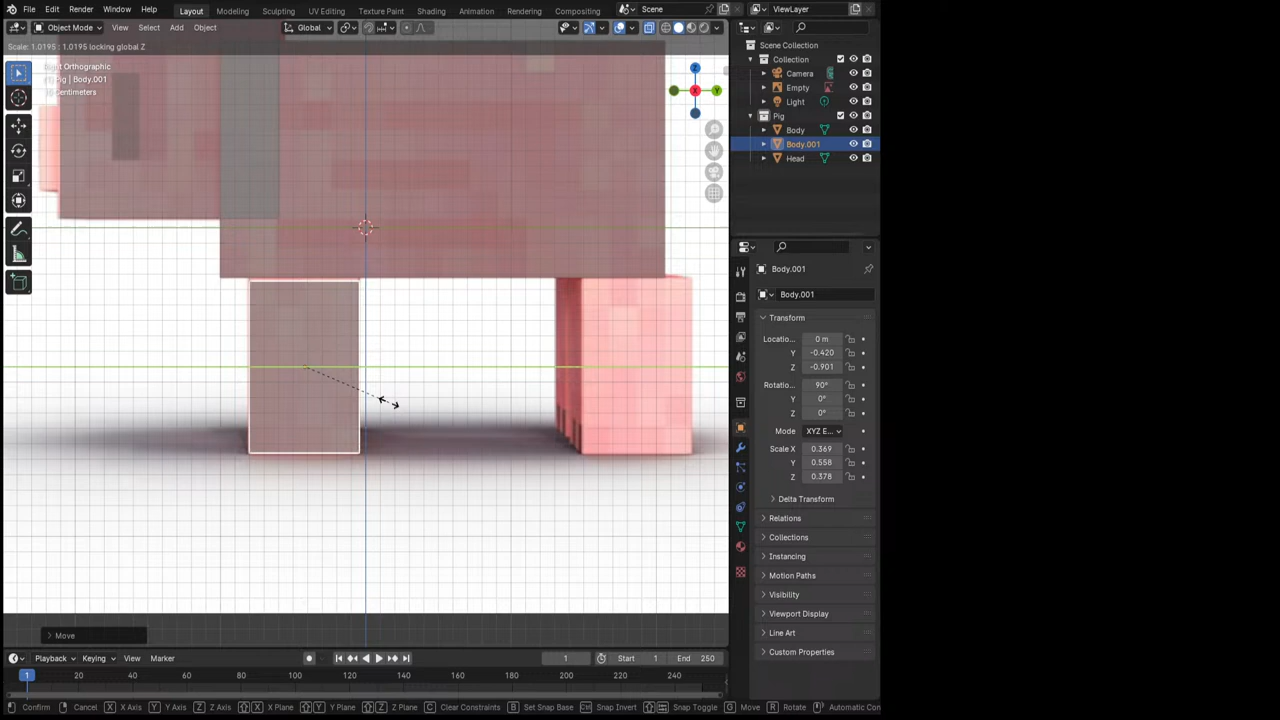 File Edit Render Window Help Layout Modeling Sculpting UV Editing Texture Paint Shading Animation Rendering Compositing Scene ViewLayer
Object Mode View Select Add Object Global
Scale: 1.0195 : 1.0195 locking global Z
Right Orthographic
(1) Pig | Body.001
10 Centimeters
Z
Y
X
Scene Collection
Collection
Camera
Empty
Light
Pig
Body
Body.001
Head
Body.001
Body.001
Transform
Locatio... 0 m
Y -0.420
Z -0.901
Rotatio... 90°
Y 0°
Z 0°
Mode XYZ E...
Scale X 0.369
Y 0.558
Z 0.378
Delta Transform
Relations
Collections
Instancing
Motion Paths
Visibility
Viewport Display
Line Art
Custom Properties
Move
Playback Keying View Marker 1 Start 1 End 250
1 20 40 60 80 100 120 140 160 180 200 220 240
Confirm Cancel X X Axis Y Y Axis Z Z Axis X X Plane Y Y Plane Z Z Plane C Clear Constraints B Set Snap Base Snap Invert Snap Toggle G Move R Rotate Automatic Con